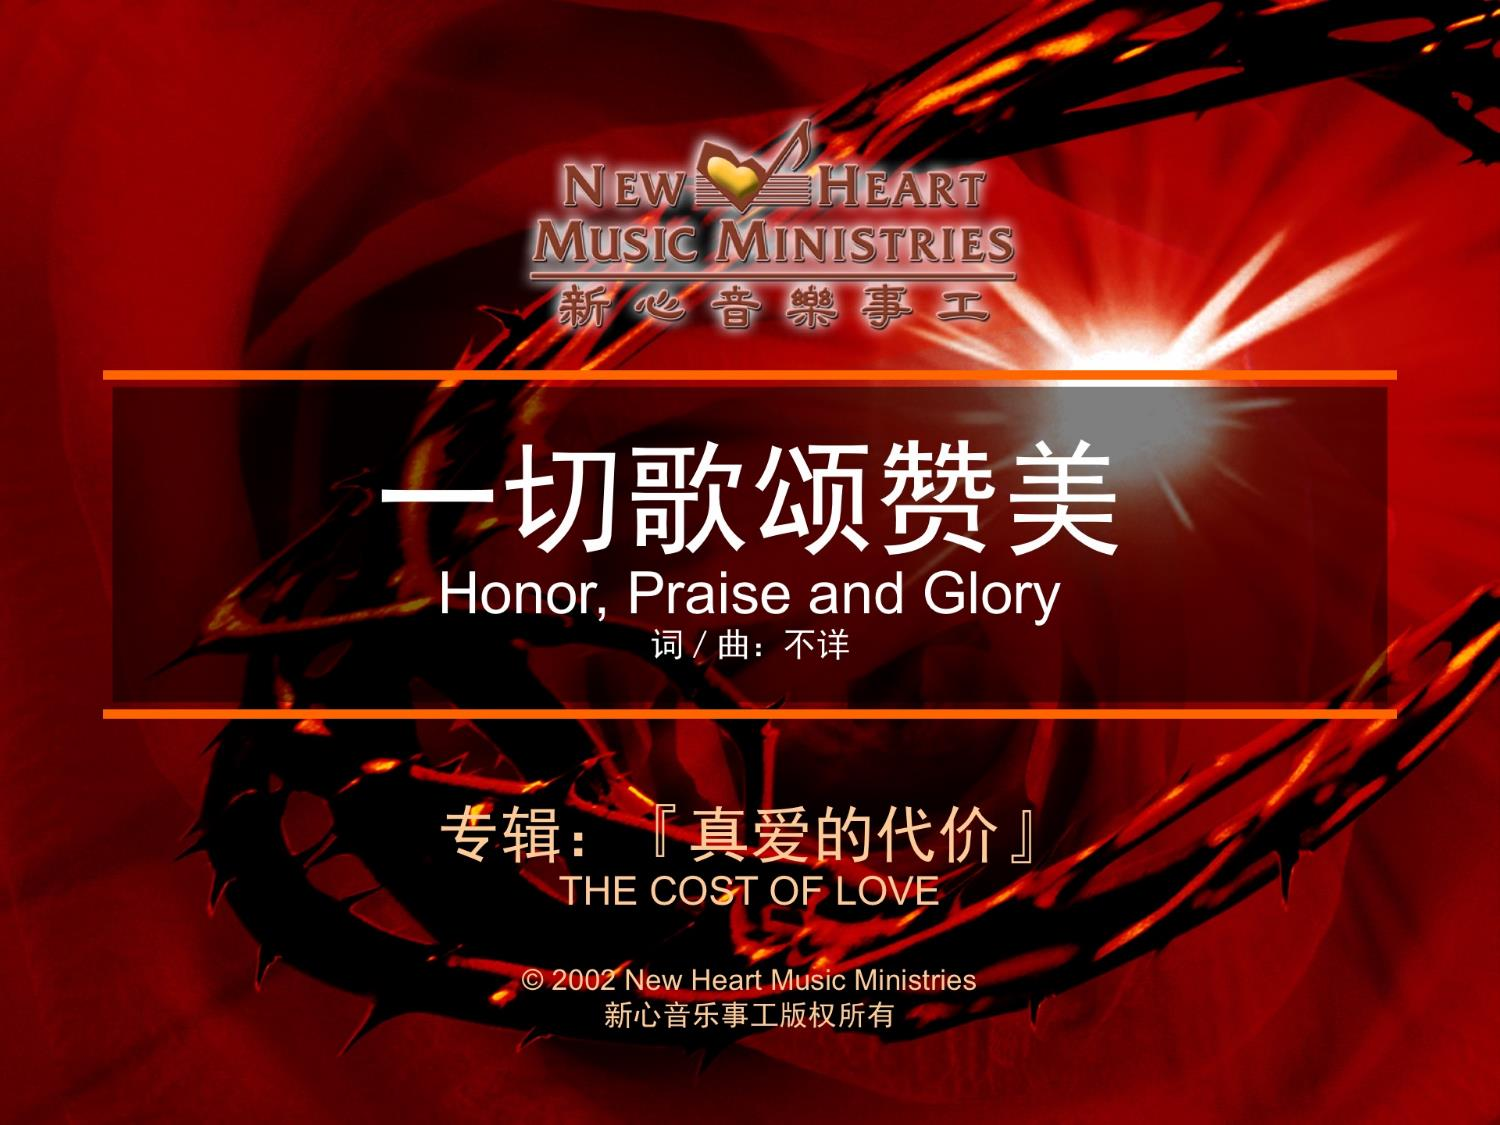 NEW HEART
MUSIC MINISTRIES
新心音樂事工
一切歌颂赞美
Honor, Praise and Glory
词 / 曲：不详
专辑：『真爱的代价』
THE COST OF LOVE
© 2002 New Heart Music Ministries
新心音乐事工版权所有